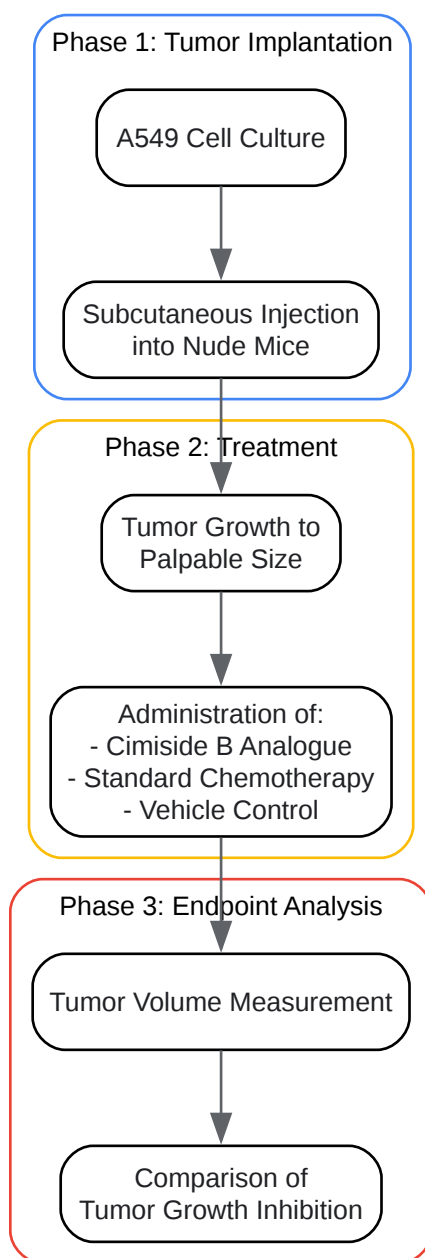 Phase 1: Tumor Implantation
A549 Cell Culture
Subcutaneous Injection
into Nude Mice
Phase 2: Treatment
Tumor Growth to
Palpable Size
Administration of:
- Cimiside B Analogue
- Standard Chemotherapy
- Vehicle Control
Phase 3: Endpoint Analysis
Tumor Volume Measurement
Comparison of
Tumor Growth Inhibition